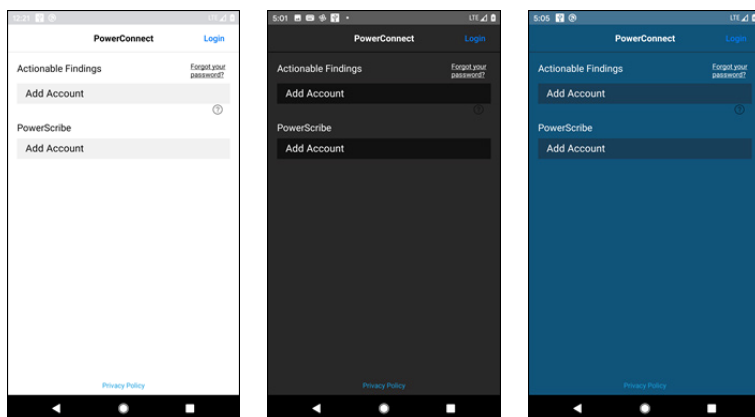 12:21 LTE
PowerConnect Login
Actionable Findings Forgot your
password?
Add Account
PowerScribe
Add Account
Privacy Policy
5:01 LTE
PowerConnect Login
Actionable Findings Forgot your
password?
Add Account
PowerScribe
Add Account
Privacy Policy
5:05 LTE
PowerConnect Login
Actionable Findings Forgot your
password?
Add Account
PowerScribe
Add Account
Privacy Policy